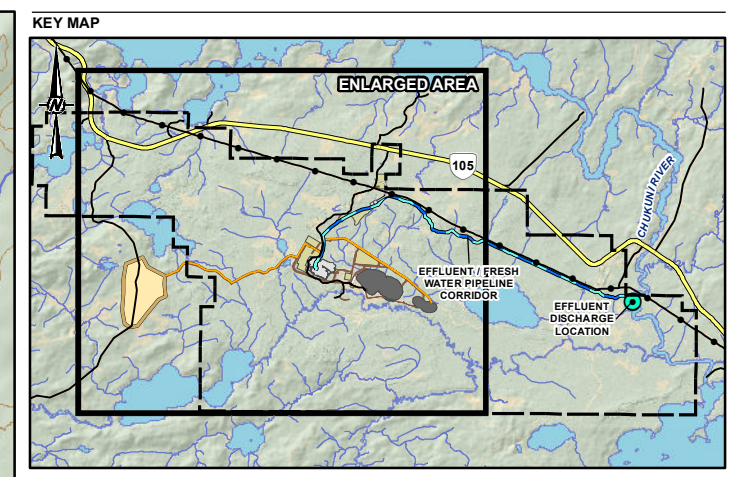 KEY MAP
ENLARGED AREA
N
105
CHUKUNI RIVER
EFFLUENT / FRESH
WATER PIPELINE
CORRIDOR
EFFLUENT
DISCHARGE
LOCATION